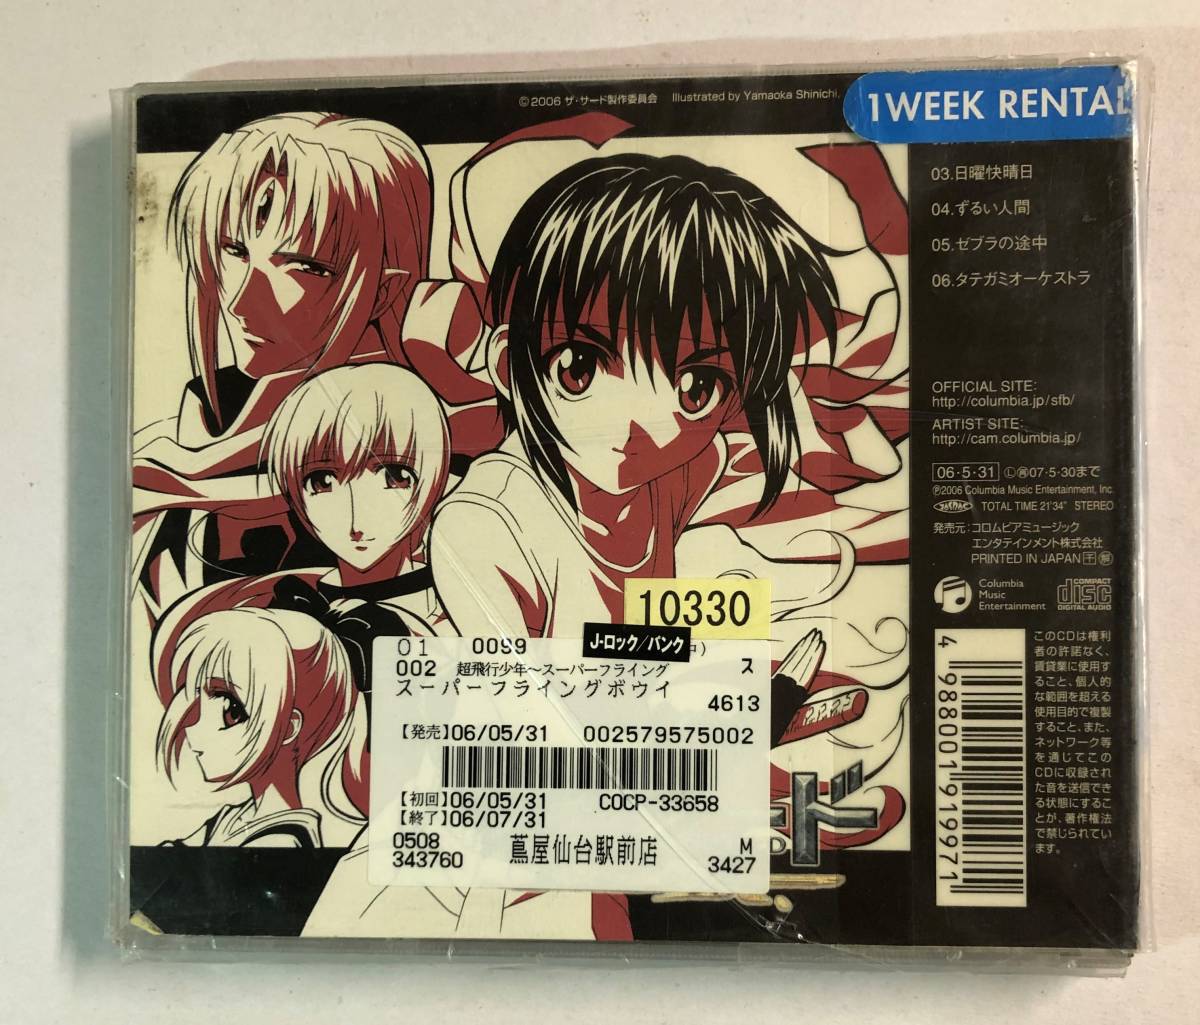 ©2006 ザ・サード製作委員会 Illustrated by Yamaoka Shinichi.
1 WEEK RENTAL
03.日曜快晴日
04.ずるい人間
05.ゼブラの途中
06.タテガミオーケストラ
OFFICIAL SITE:
http://columbia.jp/sfb/
ARTIST SITE:
http://cam.columbia.jp/
06・5・31 Ⓛ 07・5・30まで
Ⓟ2006 Columbia Music Entertainment, Inc.
JASRAC TOTAL TIME 21'34" STEREO
発売元:コロムビアミュージック
エンタテインメント株式会社
PRINTED IN JAPAN
Columbia
Music
Entertainment
COMPACT
disc
DIGITAL AUDIO
このCDは権利
者の許諾なく、
賃貸業に使用す
ること、個人的
な範囲を超える
使用目的で複製
すること、また、
ネットワーク等
を通じてこの
CDに収録され
た音を送信でき
る状態にするこ
とが、著作権法
で禁じられてい
ます。
4 988001 919971
10330
J-ロック/パンク
01 0099 中)
002 超飛行少年〜スーパーフライング ス
スーパーフライングボウイ
4613
【発売】06/05/31 002579575002
【初回】06/05/31 COCP-33658
【終了】06/07/31
0508 蔦屋仙台駅前店 M
343760 3427
ード
D